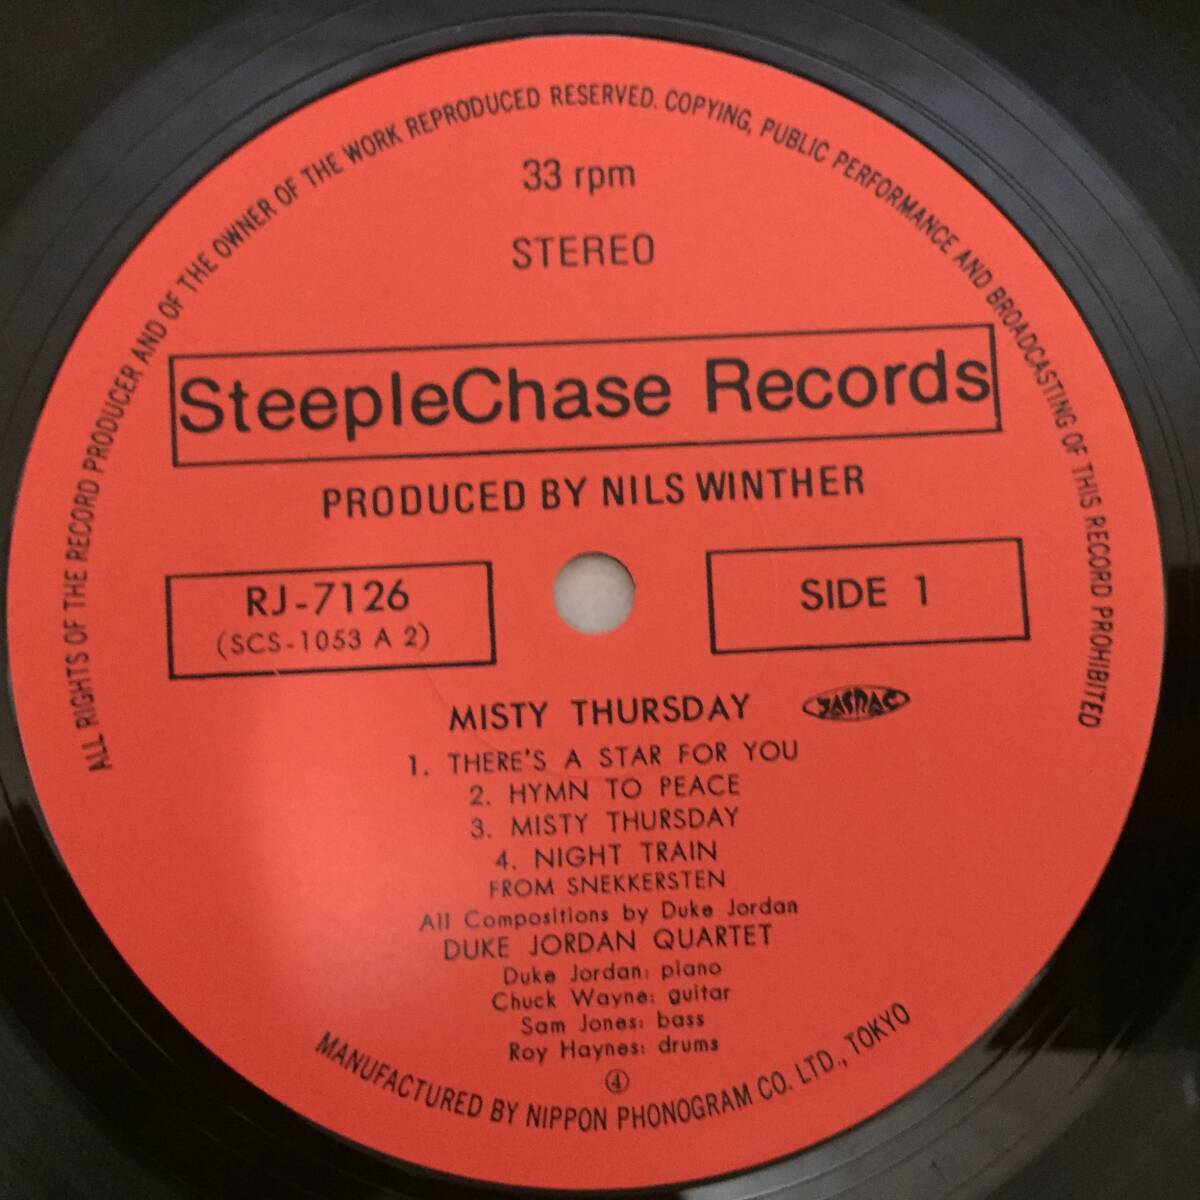 ALL RIGHTS OF THE RECORD PRODUCER AND OF THE OWNER OF THE WORK REPRODUCED RESERVED. COPYING, PUBLIC PERFORMANCE AND BROADCASTING OF THIS RECORD PROHIBITED
33 rpm
STEREO
SteepleChase Records
PRODUCED BY NILS WINTHER
RJ-7126
(SCS-1053 A 2)
SIDE 1
MISTY THURSDAY
JASRAC
1. THERE'S A STAR FOR YOU
2. HYMN TO PEACE
3. MISTY THURSDAY
4. NIGHT TRAIN
FROM SNEKKERSTEN
All Compositions by Duke Jordan
DUKE JORDAN QUARTET
Duke Jordan: piano
Chuck Wayne: guitar
Sam Jones: bass
Roy Haynes: drums
④
MANUFACTURED BY NIPPON PHONOGRAM CO. LTD., TOKYO